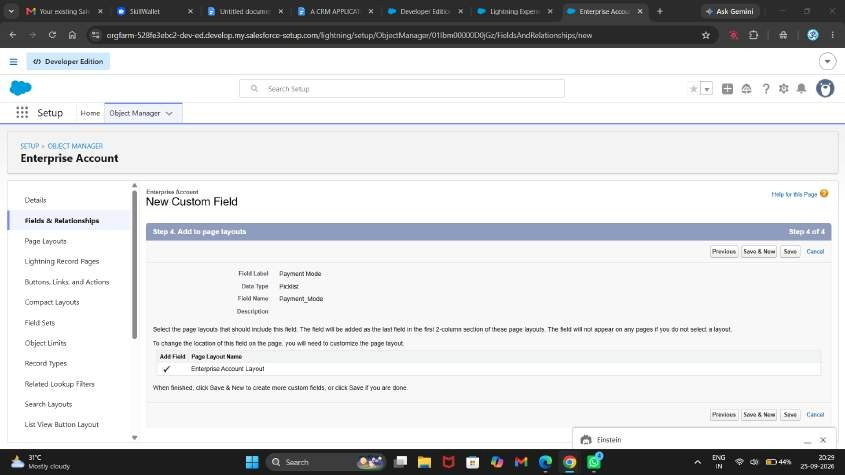 Your existing Sale
SkillWallet
Untitled docume
A CRM APPLICAT
Developer Editio
Lightning Experie
Enterprise Accou
Ask Gemini
orgfarm-528fe3ebc2-dev-ed.develop.my.salesforce-setup.com/lightning/setup/ObjectManager/01Ibm00000D0jGz/FieldsAndRelationships/new
Developer Edition
Search Setup
Setup
Home
Object Manager
SETUP > OBJECT MANAGER
Enterprise Account
Details
Fields & Relationships
Page Layouts
Lightning Record Pages
Buttons, Links, and Actions
Compact Layouts
Field Sets
Object Limits
Record Types
Related Lookup Filters
Search Layouts
List View Button Layout
Enterprise Account
New Custom Field
Help for this Page
Step 4. Add to page layouts
Step 4 of 4
Previous Save & New Save Cancel
Field Label Payment Mode
Data Type Picklist
Field Name Payment_Mode
Description
Select the page layouts that should include this field. The field will be added as the last field in the first 2-column section of these page layouts. The field will not appear on any pages if you do not select a layout.
To change the location of this field on the page, you will need to customize the page layout.
Add Field Page Layout Name
Enterprise Account Layout
When finished, click Save & New to create more custom fields, or click Save if you are done.
Previous Save & New Save Cancel
Einstein
31°C
Mostly cloudy
Search
4
ENG
IN
44%
20:29
25-09-2026